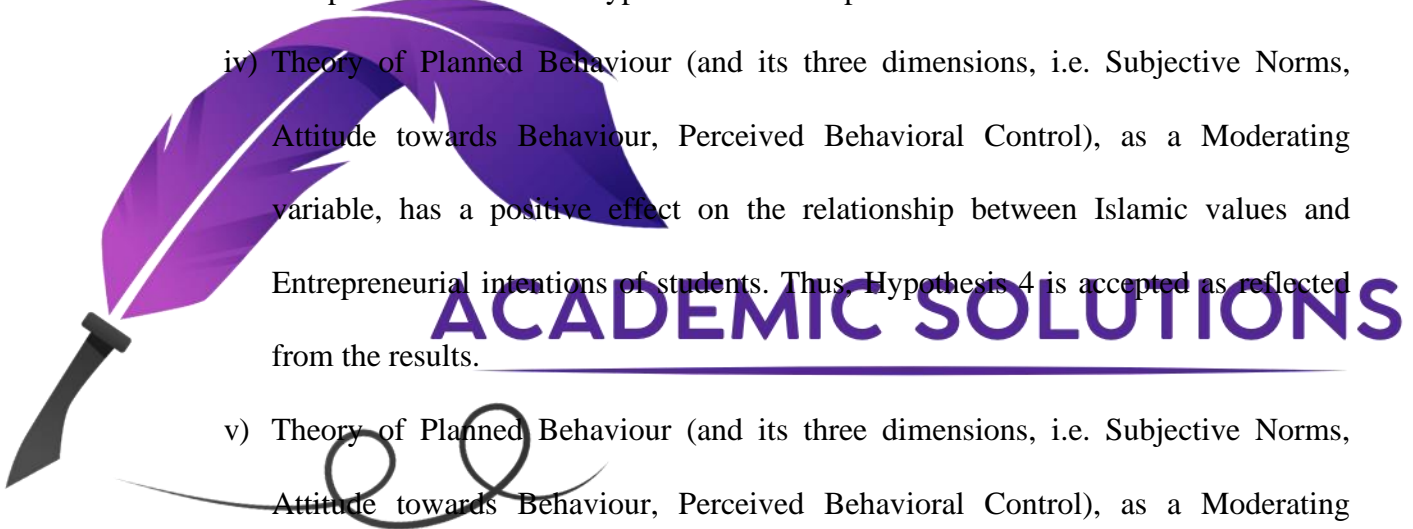 iv) Theory of Planned Behaviour (and its three dimensions, i.e. Subjective Norms,
Attitude towards Behaviour, Perceived Behavioral Control), as a Moderating
variable, has a positive effect on the relationship between Islamic values and
Entrepreneurial intentions of students. Thus, Hypothesis 4 is accepted as reflected
ACADEMIC SOLUTIONS
from the results.
v) Theory of Planned Behaviour (and its three dimensions, i.e. Subjective Norms,
Attitude towards Behaviour, Perceived Behavioral Control), as a Moderating